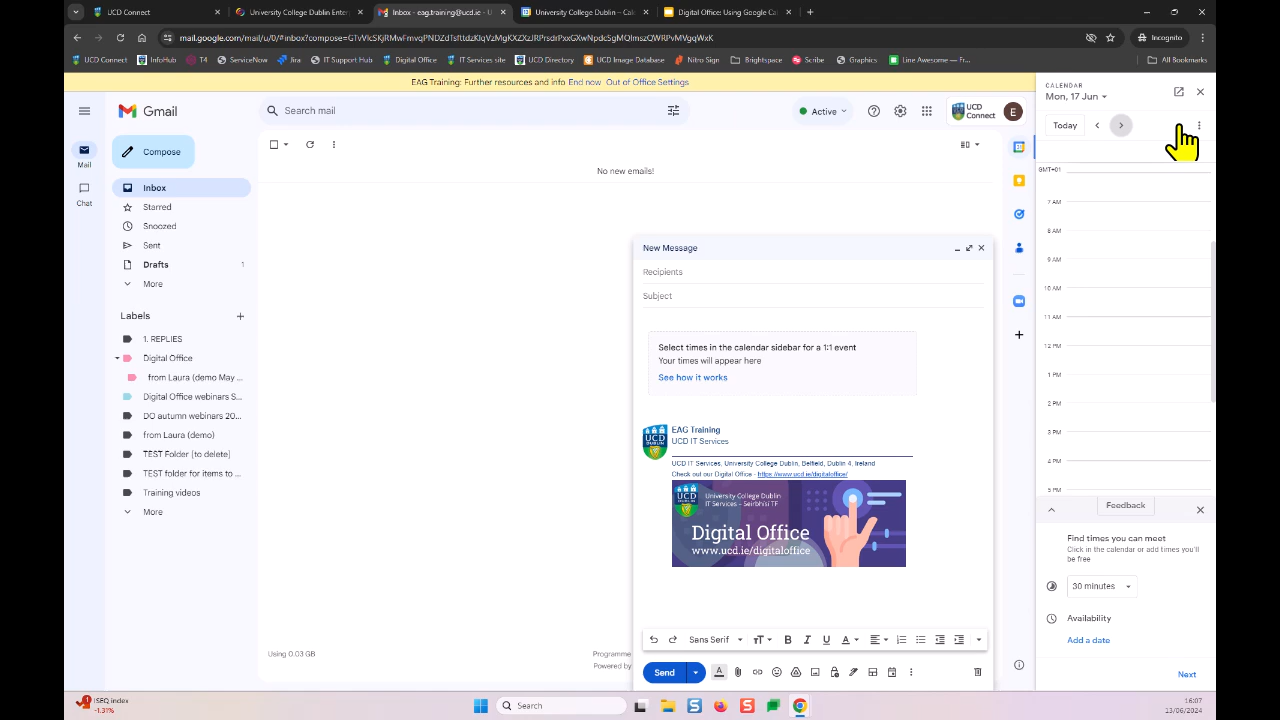 UCD Connect
University College Dublin Enter
Inbox - eag.training@ucd.ie - U
University College Dublin – Cale
Digital Office: Using Google Ca
mail.google.com/mail/u/0/#inbox?compose=
Incognito
UCD Connect
InfoHub
T4
ServiceNow
Jira
IT Support Hub
Digital Office
IT Services site
UCD Directory
UCD Image Database
Nitro Sign
Brightspace
Scribe
Graphics
Line Awesome — Fr...
All Bookmarks
EAG Training: Further resources and info End now Out of Office Settings
Gmail
Search mail
Active
UCD Connect
E
Mail
Chat
Compose
Inbox
Starred
Snoozed
Sent
Drafts 1
More
Labels
1. REPLIES
Digital Office
from Laura (demo May ...
Digital Office webinars S...
DO autumn webinars 20...
from Laura (demo)
TEST Folder [to delete]
TEST folder for items to ...
Training videos
More
No new emails!
Using 0.03 GB
Programme
Powered by
New Message
Recipients
Subject
Select times in the calendar sidebar for a 1:1 event
Your times will appear here
See how it works
EAG Training
UCD IT Services
UCD IT Services, University College Dublin, Belfield, Dublin 4, Ireland
Check out our Digital Office - https://www.ucd.ie/digitaloffice/
UCD
DUBLIN
University College Dublin
IT Services - Seirbhísí TF
Digital Office
www.ucd.ie/digitaloffice
Sans Serif
Send
CALENDAR
Mon, 17 Jun
Today
GMT+01
7 AM
8 AM
9 AM
10 AM
11 AM
12 PM
1 PM
2 PM
3 PM
4 PM
5 PM
Feedback
Find times you can meet
Click in the calendar or add times you'll
be free
30 minutes
Availability
Add a date
Next
ISEQ index
-1.31%
Search
16:07
13/06/2024